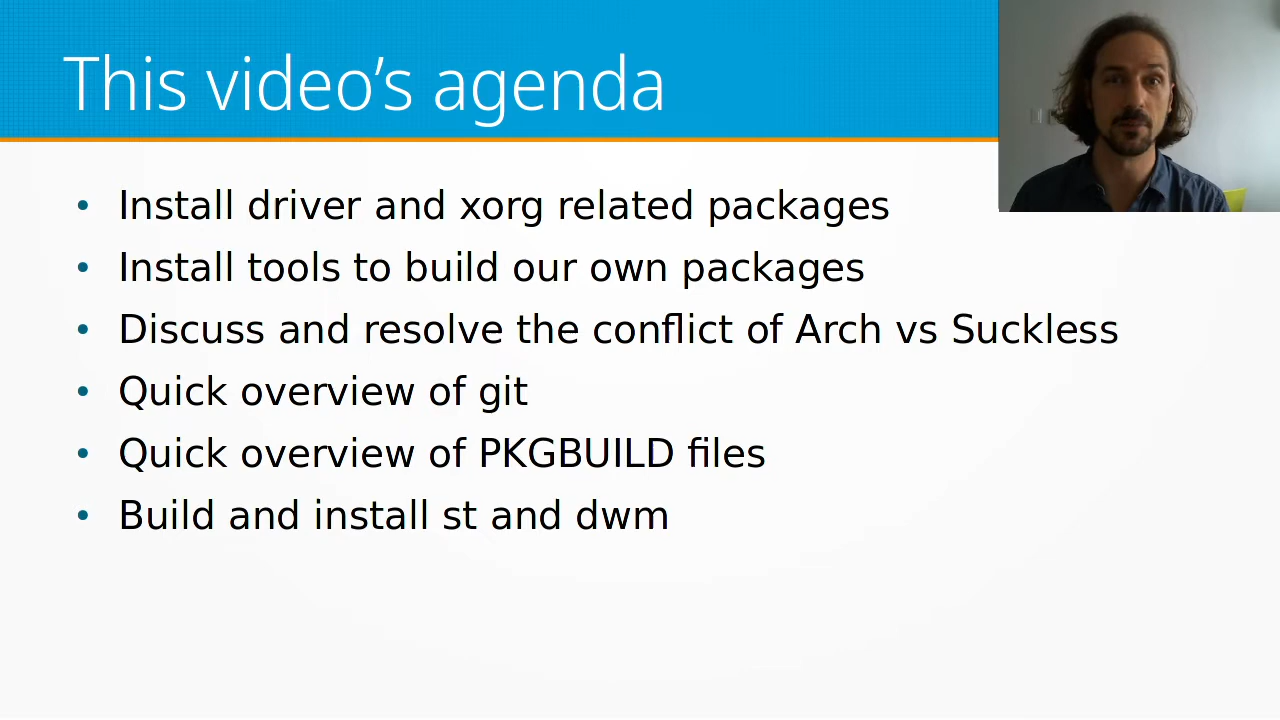 This video’s agenda
• Install driver and xorg related packages
• Install tools to build our own packages
• Discuss and resolve the conflict of Arch vs Suckless
• Quick overview of git
• Quick overview of PKGBUILD files
• Build and install st and dwm